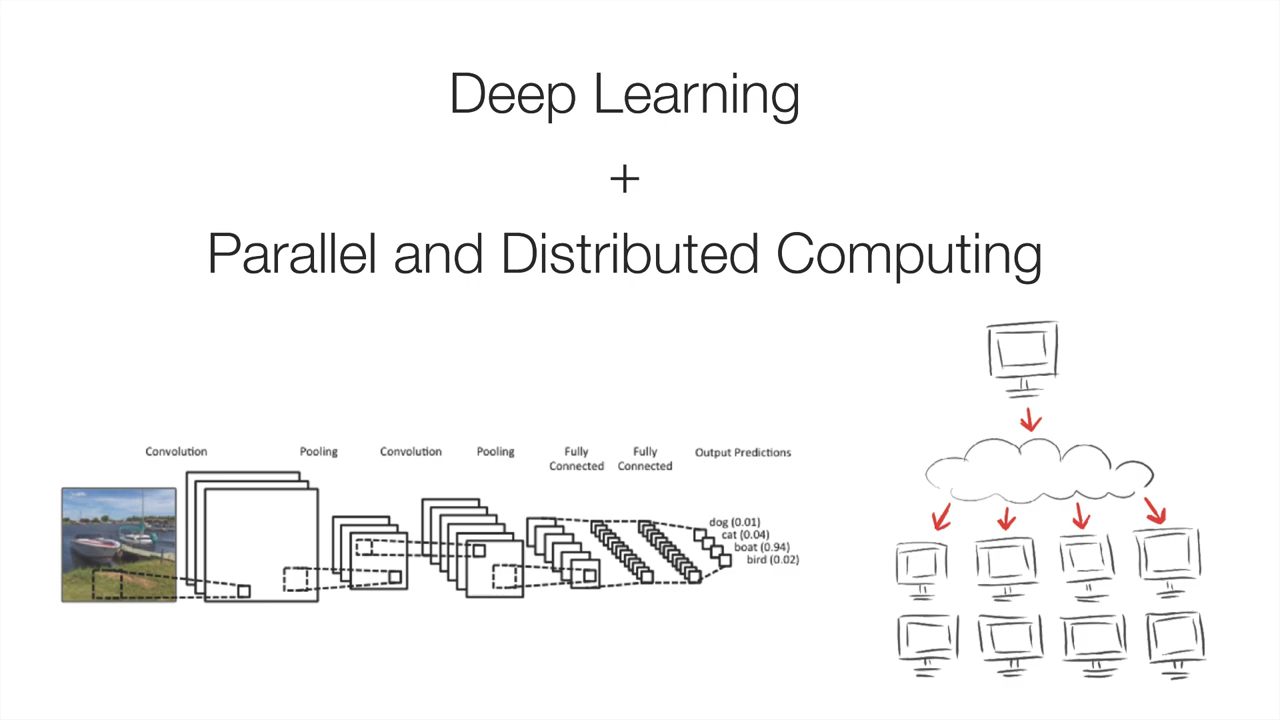 Deep Learning
+
Parallel and Distributed Computing
Convolution
Pooling
Convolution
Pooling
Fully
Connected
Fully
Connected
Output Predictions
dog (0.01)
cat (0.04)
boat (0.94)
bird (0.02)